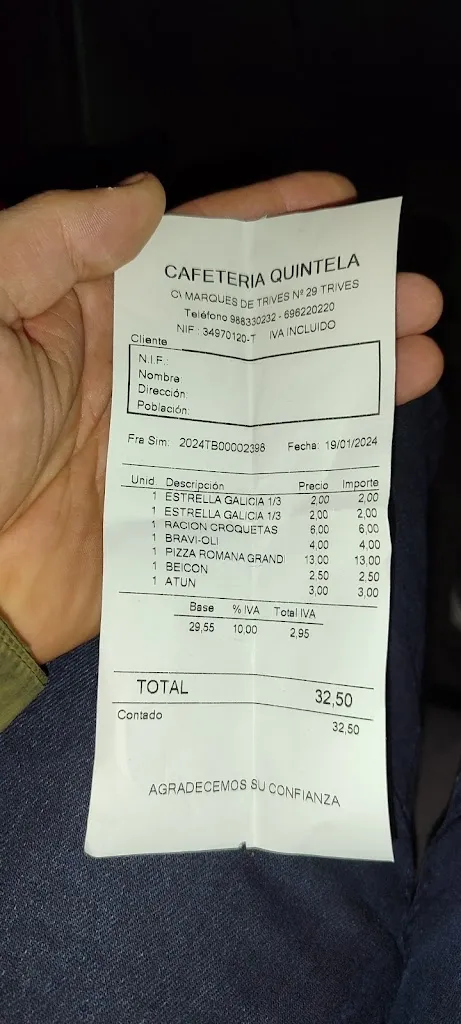 CAFETERIA QUINTELA
C\ MARQUES DE TRIVES Nº 29 TRIVES
Teléfono 988330232 - 696220220
NIF : 34970120-T IVA INCLUIDO
Cliente
N.I.F.:
Nombre
Dirección:
Población:
Fra Sim: 2024TB00002398 Fecha: 19/01/2024
Unid Descripción Precio Importe
1 ESTRELLA GALICIA 1/3 2,00 2,00
1 ESTRELLA GALICIA 1/3 2,00 2,00
1 RACION CROQUETAS 6,00 6,00
1 BRAVI-OLI 4,00 4,00
1 PIZZA ROMANA GRANDI 13,00 13,00
1 BEICON 2,50 2,50
1 ATUN 3,00 3,00
Base % IVA Total IVA
29,55 10,00 2,95
TOTAL 32,50
Contado 32,50
AGRADECEMOS SU CONFIANZA